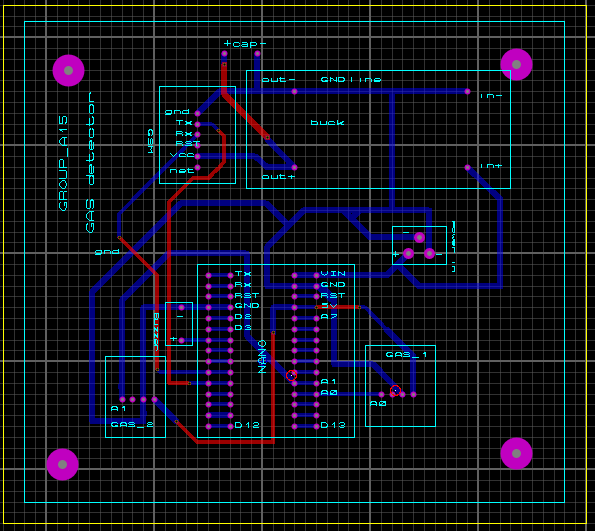 +cap-
out-
GND line
in-
gnd
TX
RX
RST
VCC
net
GSM
buck
out+
in+
GROUP_A15
GAS detector
gnd
-
+
-
TX
RX
RST
GND
D2
D3
VIN
GND
RST
5V
A7
-
+
Buzzer
NANO
GAS_1
A1
A0
A0
A1
GAS_2
D12
D13